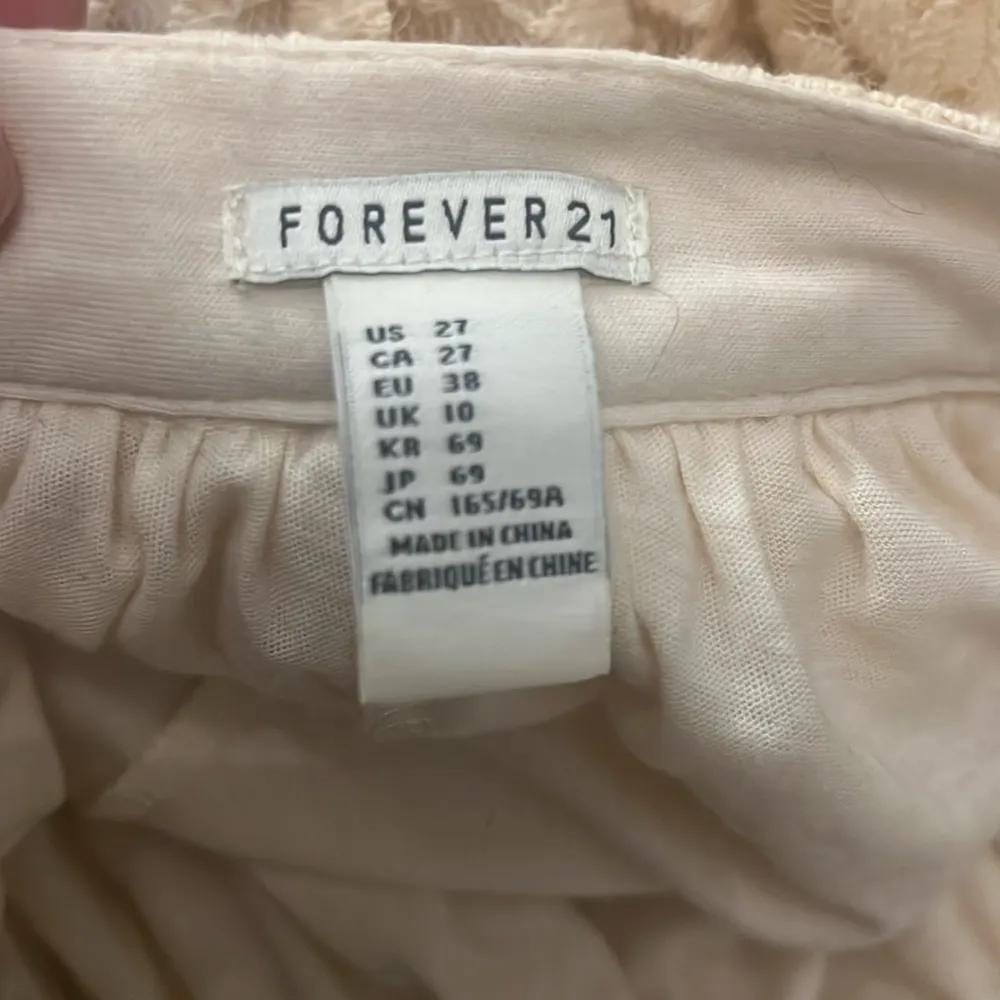 FOREVER 21
US 27
CA 27
EU 38
UK 10
KR 69
JP 69
CN 165/69A
MADE IN CHINA
FABRIQUÉ EN CHINE